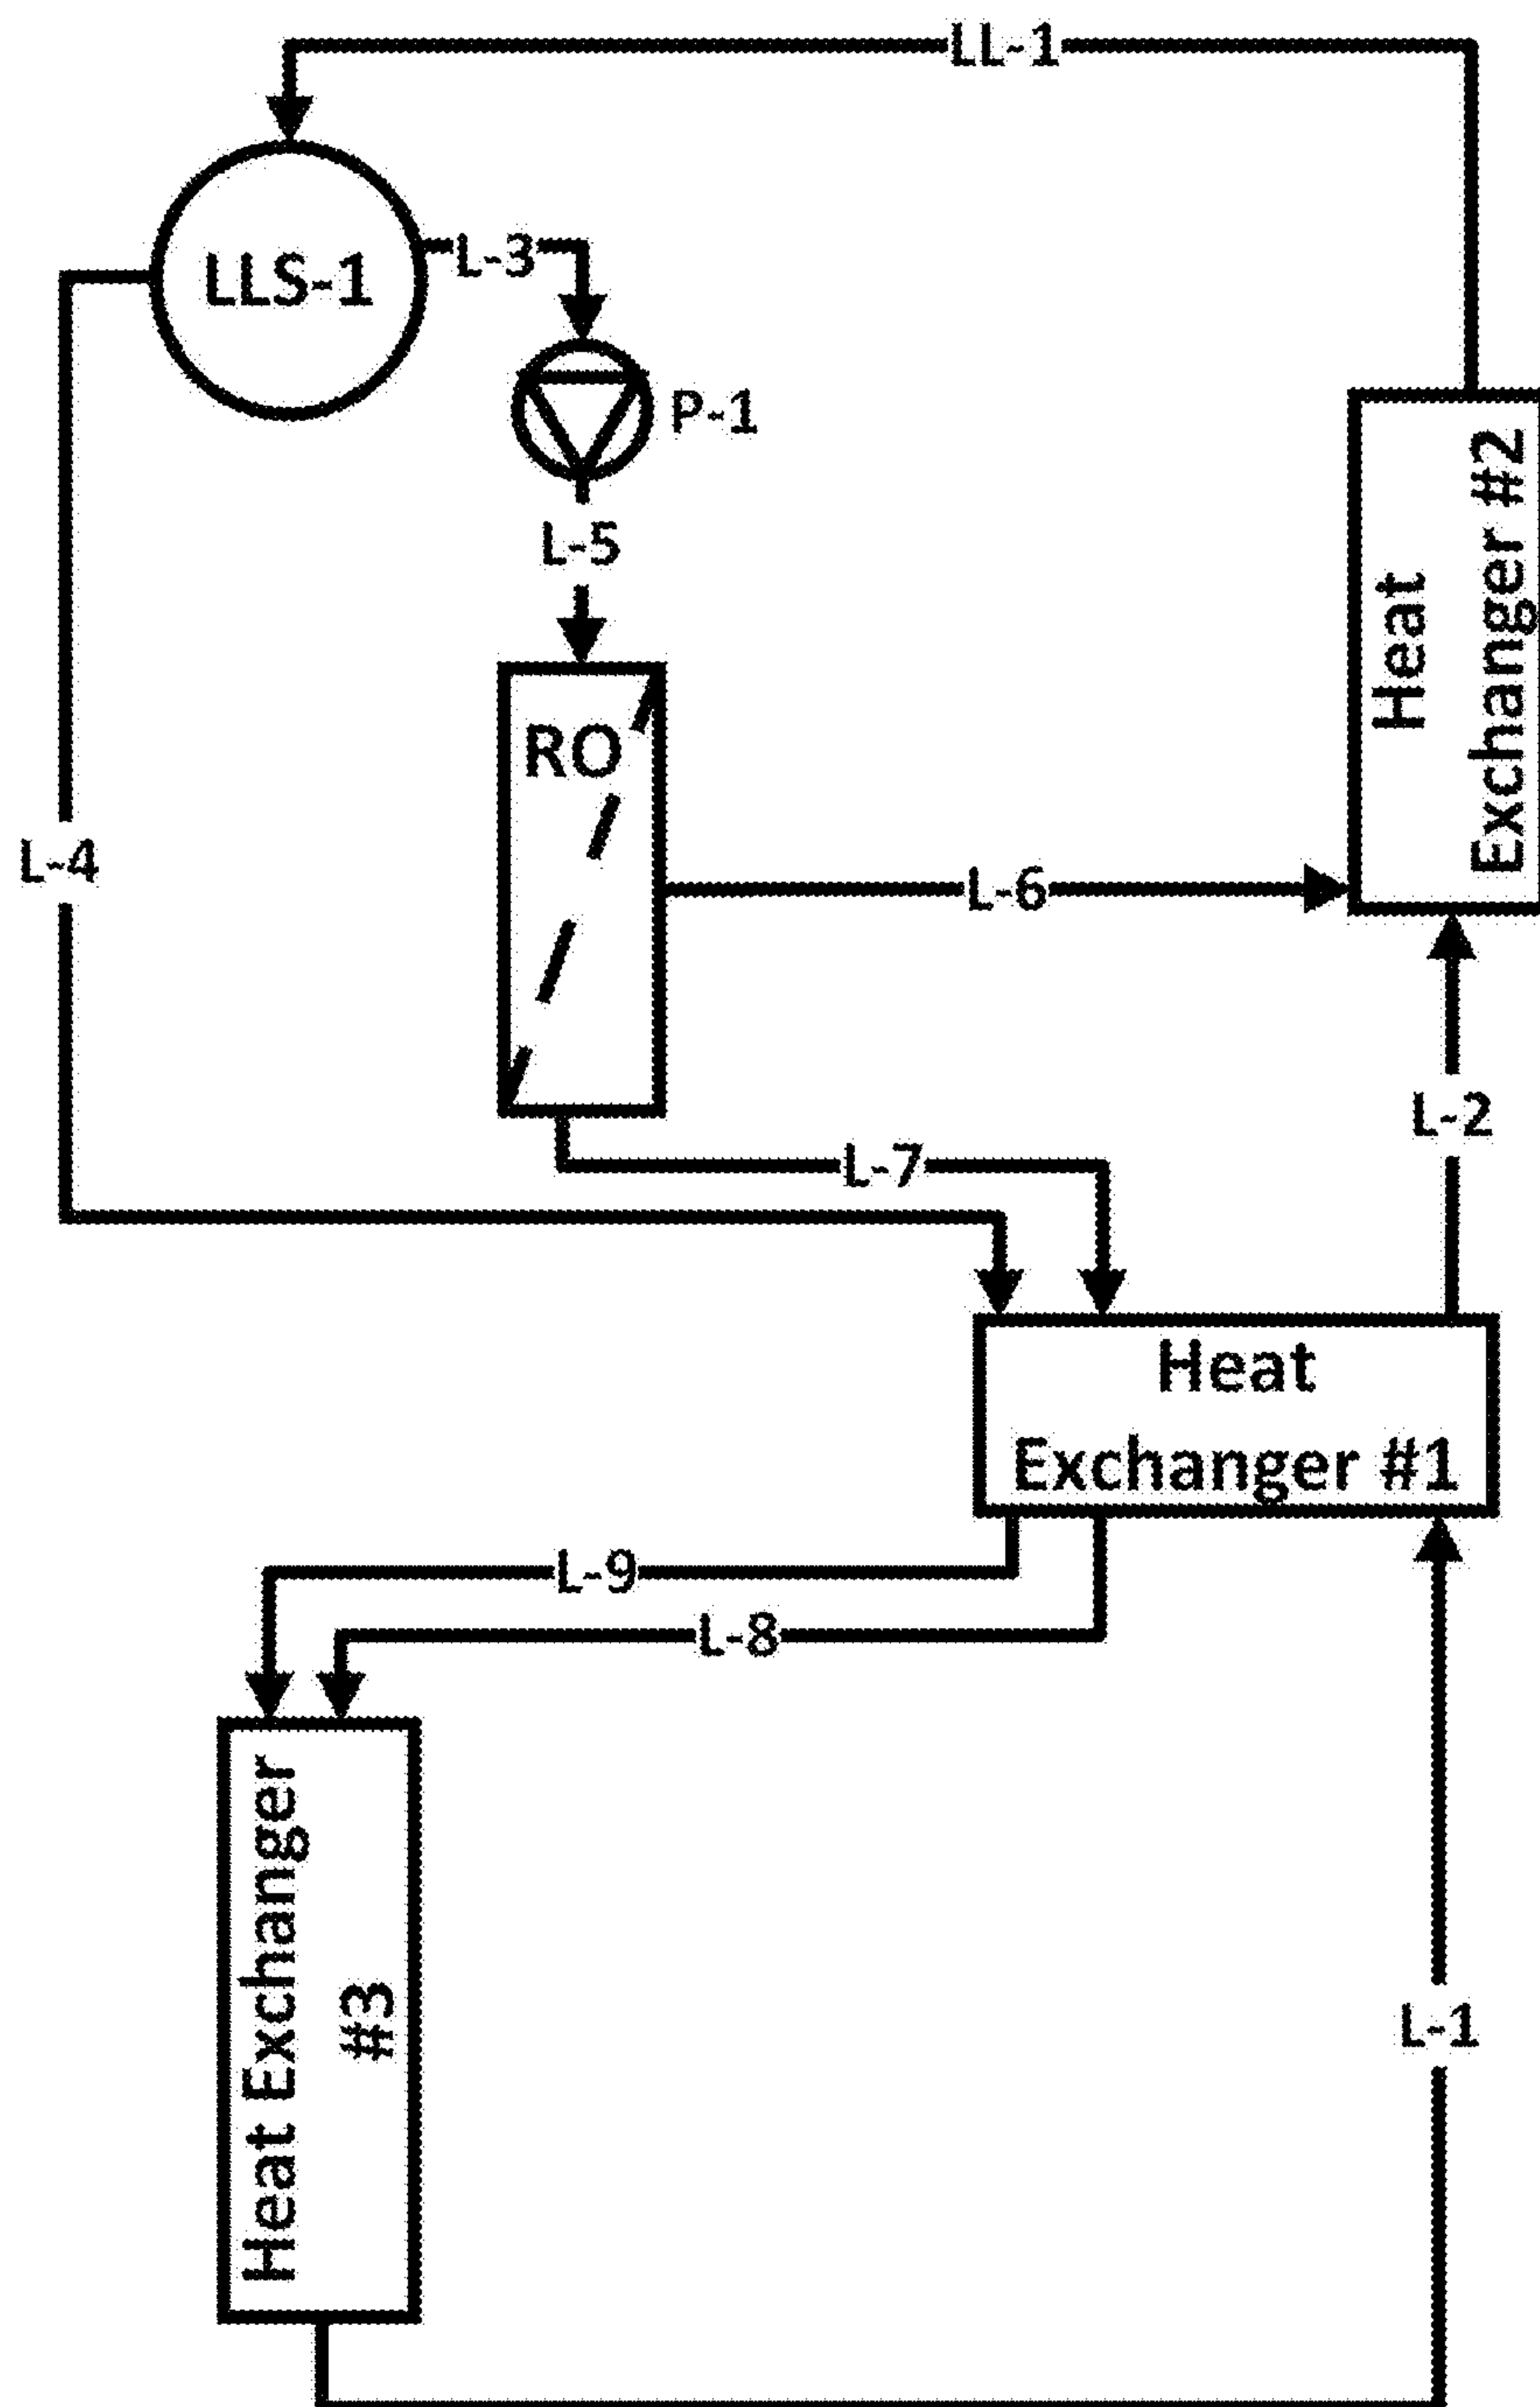 LL-1
LLS-1
L-3
P-1
L-5
Heat
Exchanger #2
RO
L-4
L-6
L-2
L-7
Heat
Exchanger #1
L-9
L-8
Heat Exchanger
#3
L-1